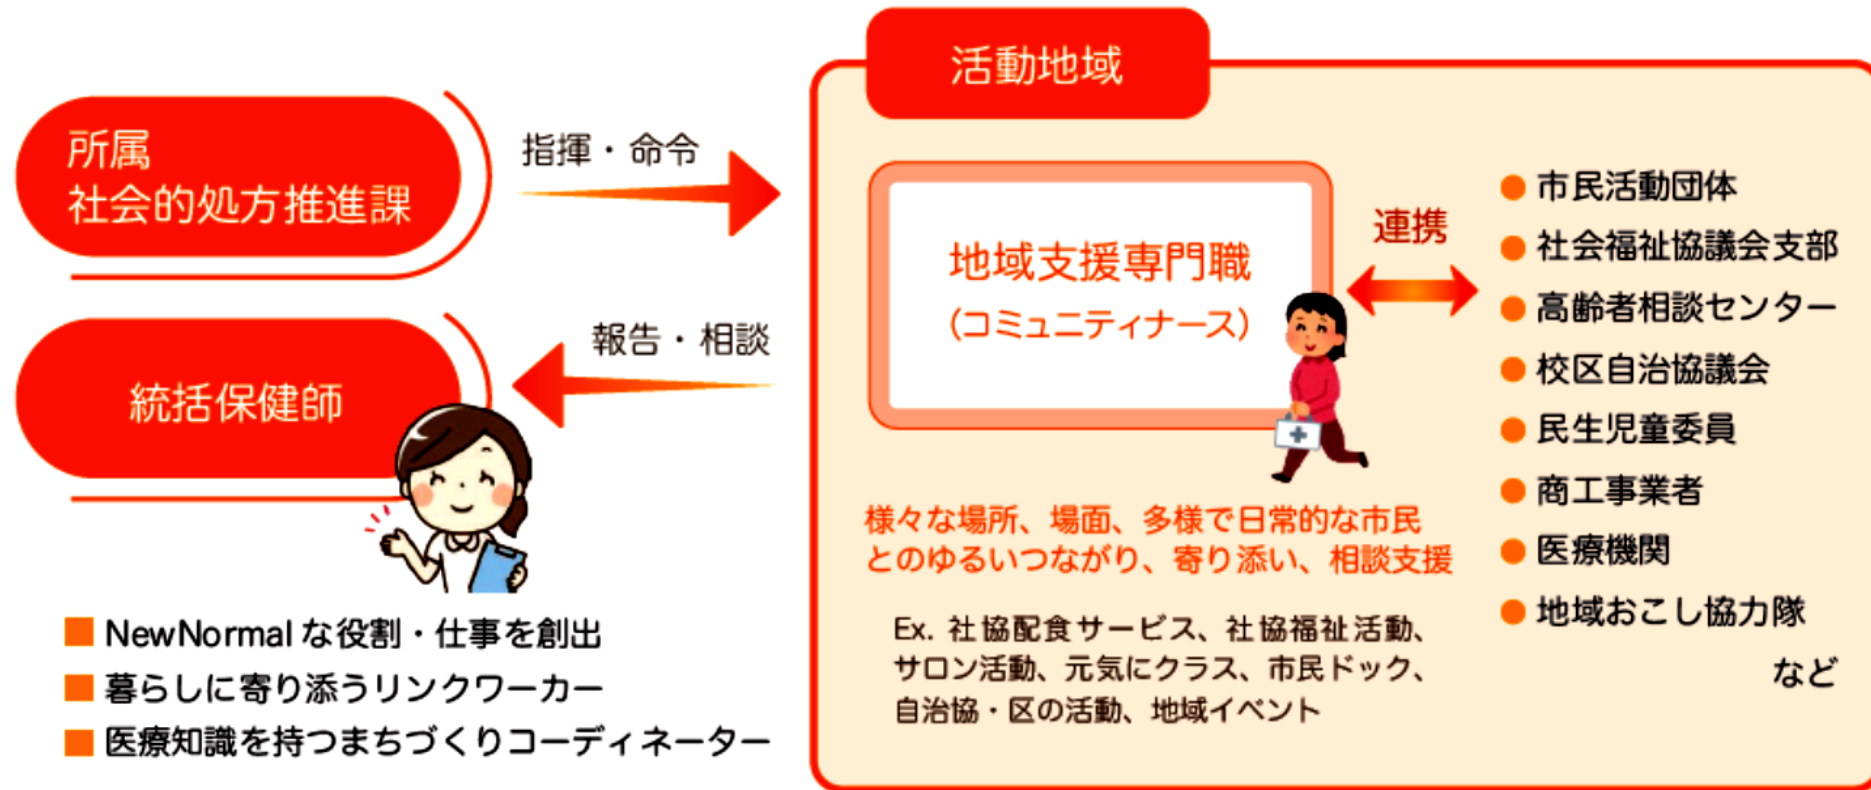 所属
社会的処方推進課
指揮・命令
統括保健師
報告・相談
NewNormal な役割・仕事を創出
暮らしに寄り添うリンクワーカー
医療知識を持つまちづくりコーディネーター
活動地域
地域支援専門職
(コミュニティナース)
連携
様々な場所、場面、多様で日常的な市民
とのゆるいつながり、寄り添い、相談支援
Ex. 社協配食サービス、社協福祉活動、
サロン活動、元気にクラス、市民ドック、
自治協・区の活動、地域イベント
市民活動団体
社会福祉協議会支部
高齢者相談センター
校区自治協議会
民生児童委員
商工事業者
医療機関
地域おこし協力隊
など